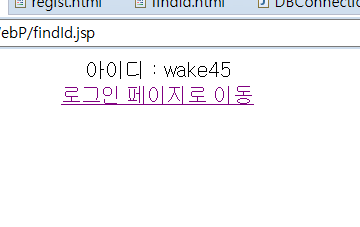 regist.html findId.html DBConnectio
ebP/findId.jsp
아이디 : wake45
로그인 페이지로 이동